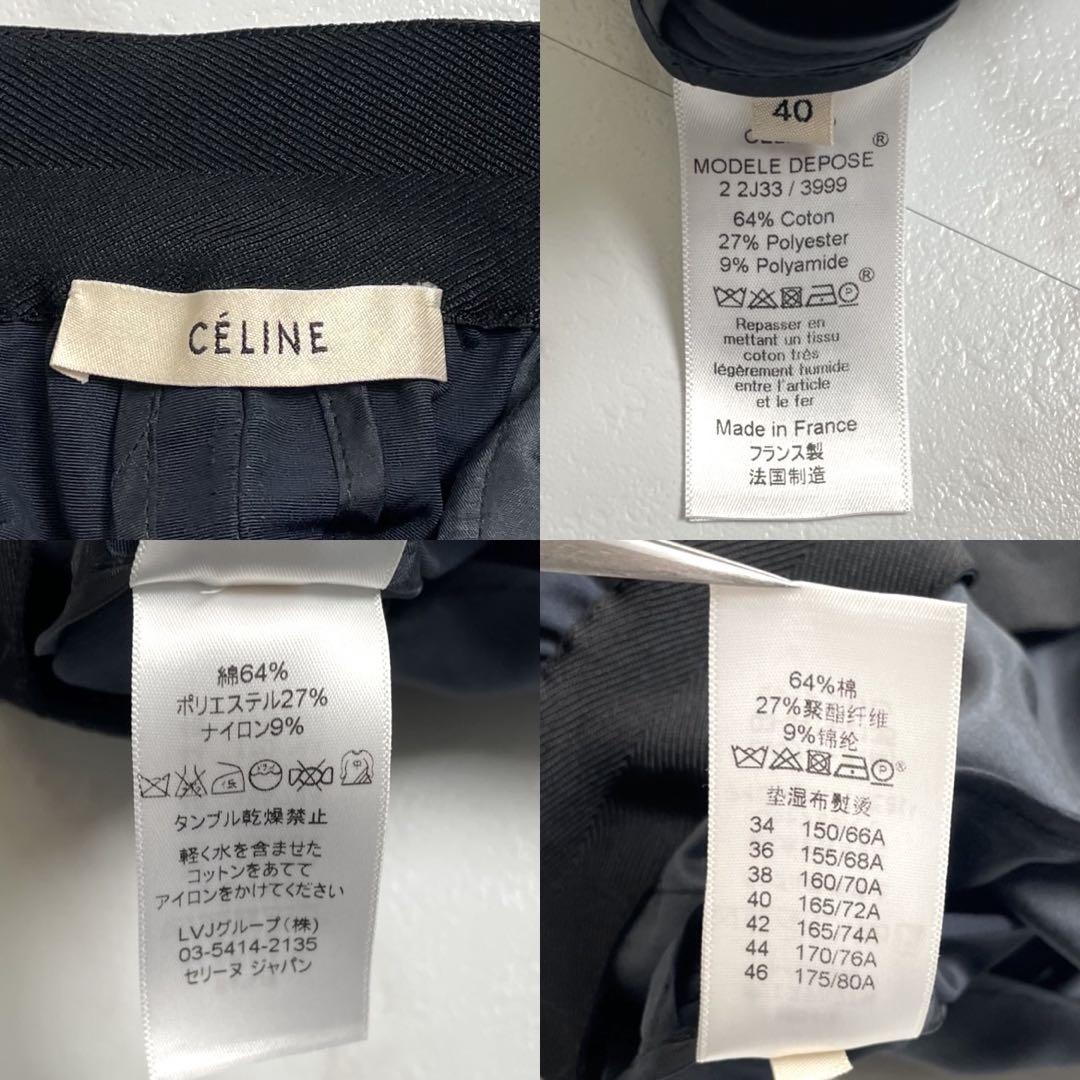 CÉLINE
40
®
MODELE DEPOSE
2 2J33 / 3999
64% Coton
27% Polyester
9% Polyamide
P ®
Repasser en
mettant un tissu
coton très
légèrement humide
entre l'article
et le fer
Made in France
フランス製
法国制造
綿64%
ポリエステル27%
ナイロン9%
タンブル乾燥禁止
軽く水を含ませた
コットンをあてて
アイロンをかけてください
LVJグループ(株)
03-5414-2135
セリーヌ ジャパン
64%棉
27%聚酯纤维
9%锦纶
P ®
垫湿布熨烫
34 150/66A
36 155/68A
38 160/70A
40 165/72A
42 165/74A
44 170/76A
46 175/80A